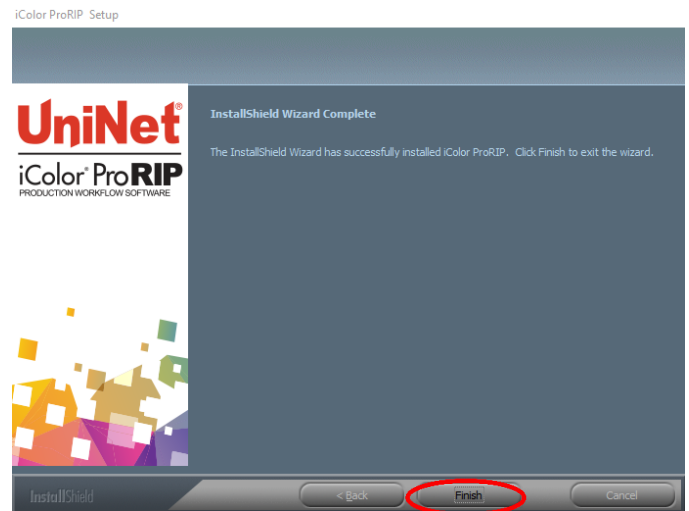 iColor ProRIP Setup
UniNet®
iColor® ProRIP
PRODUCTION WORKFLOW SOFTWARE
InstallShield Wizard Complete
The InstallShield Wizard has successfully installed iColor ProRIP. Click Finish to exit the wizard.
InstallShield
< Back
Finish
Cancel